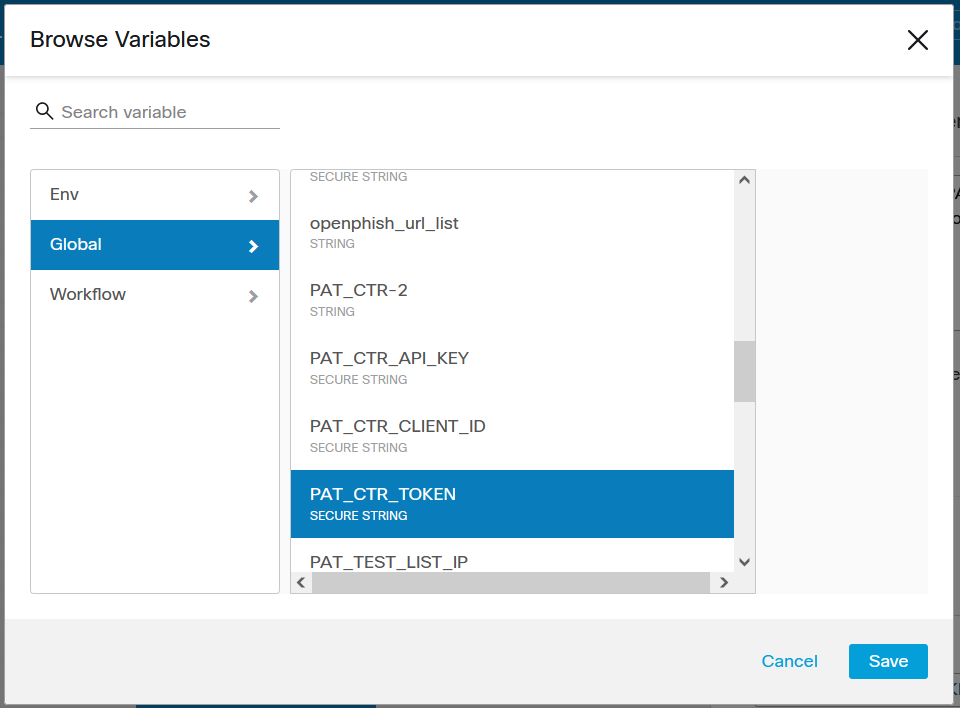 Browse Variables
Search variable
Env
Global
Workflow
SECURE STRING
openphish_url_list
STRING
PAT_CTR-2
STRING
PAT_CTR_API_KEY
SECURE STRING
PAT_CTR_CLIENT_ID
SECURE STRING
PAT_CTR_TOKEN
SECURE STRING
PAT_TEST_LIST_IP
Cancel
Save